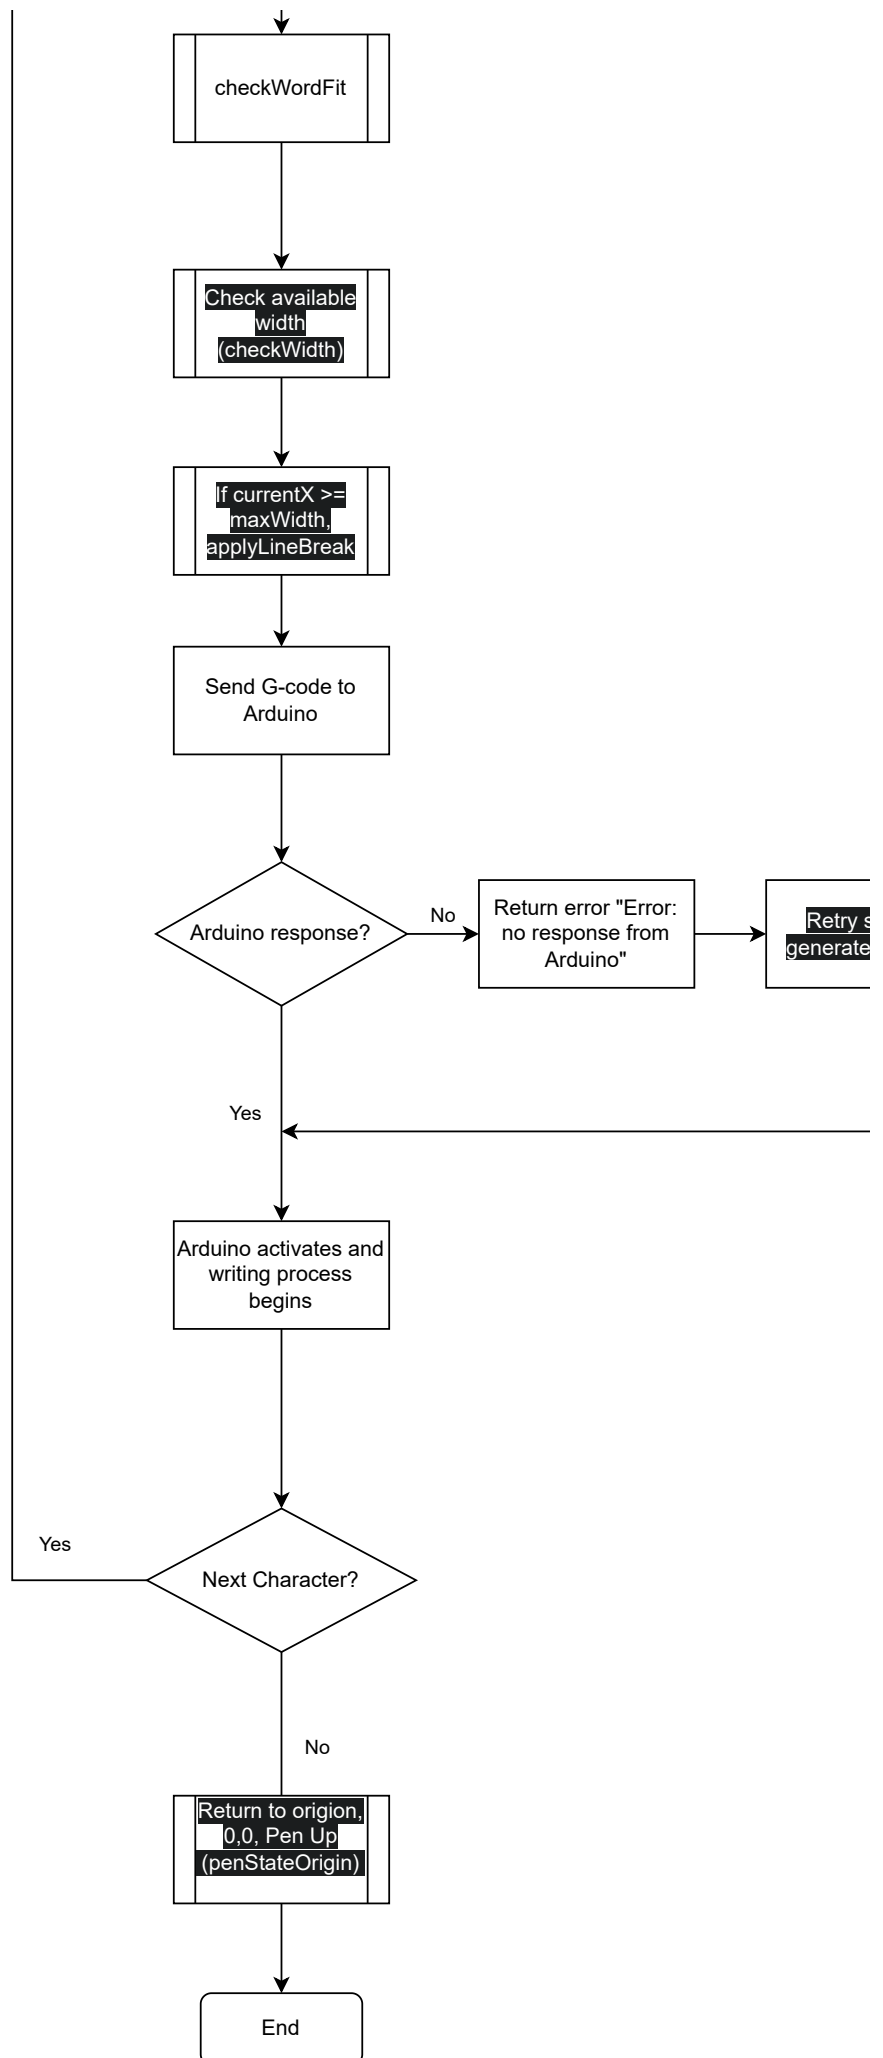 checkWordFit
Check available
width
(checkWidth)
If currentX >=
maxWidth,
applyLineBreak
Send G-code to
Arduino
Arduino response?
No
Return error "Error:
no response from
Arduino"
Retry
generate
Yes
Arduino activates and
writing process
begins
Yes
Next Character?
No
Return to origion,
0,0, Pen Up
(penStateOrigin)
End